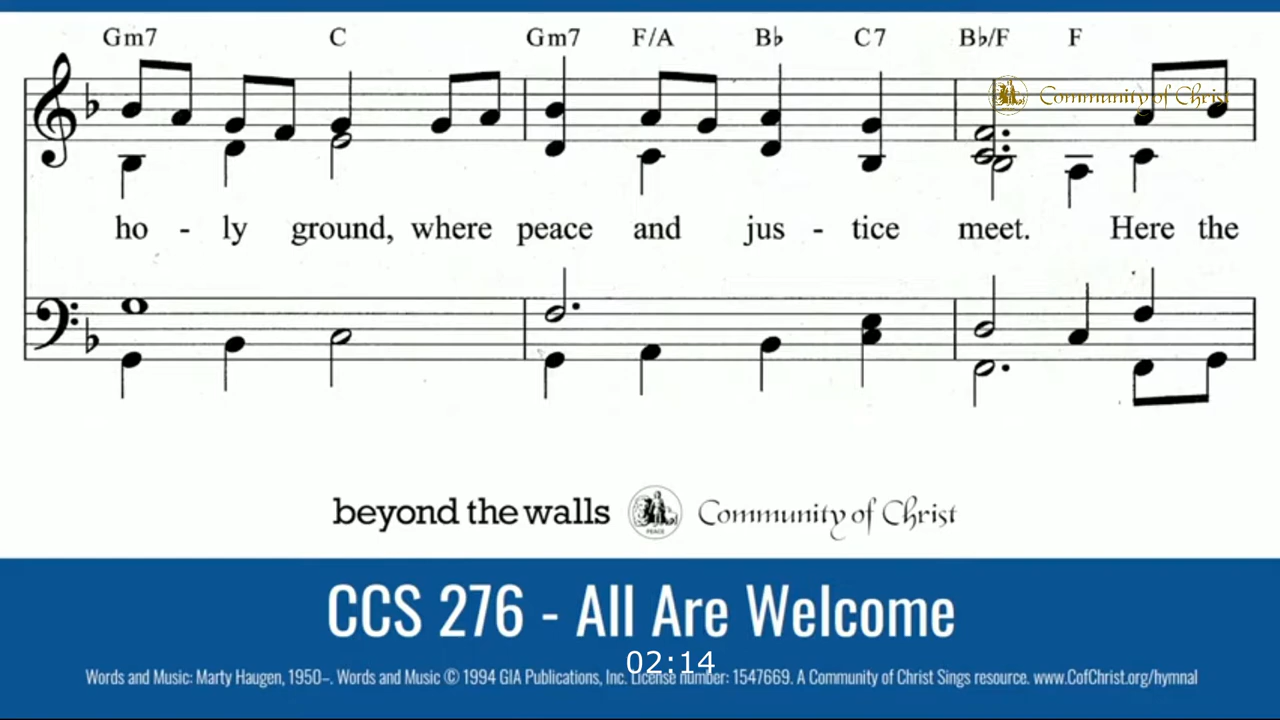 Gm7 C Gm7 F/A B♭ C7 B♭/F F
Community of Christ
ho - ly ground, where peace and jus - tice meet. Here the
beyond the walls PEACE Community of Christ
CCS 276 - All Are Welcome
02:14
Words and Music: Marty Haugen, 1950–. Words and Music © 1994 GIA Publications, Inc. License number: 1547669. A Community of Christ Sings resource. www.CofChrist.org/hymnal